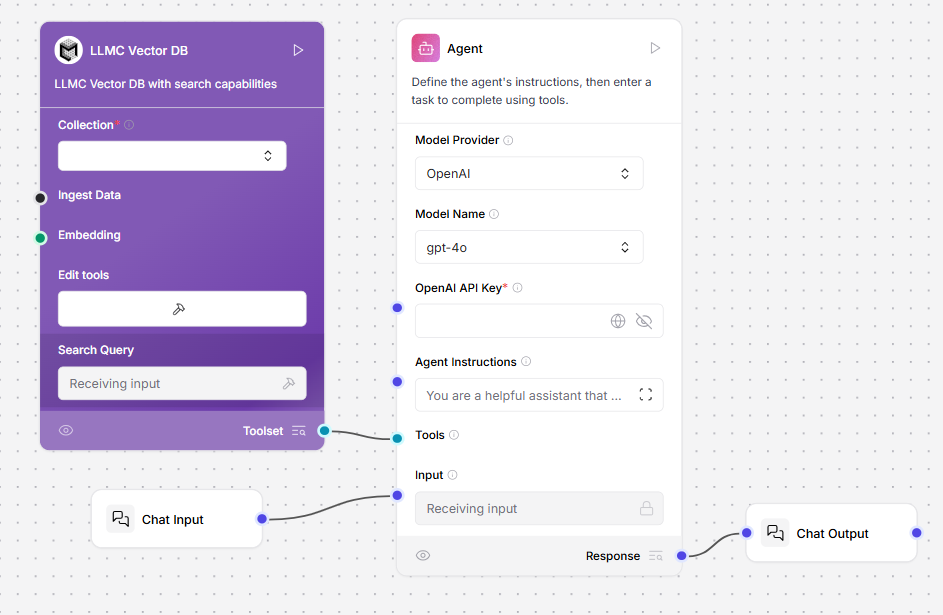 LLMC Vector DB
LLMC Vector DB with search capabilities
Collection*
Ingest Data
Embedding
Edit tools
Search Query
Receiving input
Toolset
Chat Input
Agent
Define the agent's instructions, then enter a
task to complete using tools.
Model Provider
OpenAI
Model Name
gpt-4o
OpenAI API Key*
Agent Instructions
You are a helpful assistant that ...
Tools
Input
Receiving input
Response
Chat Output